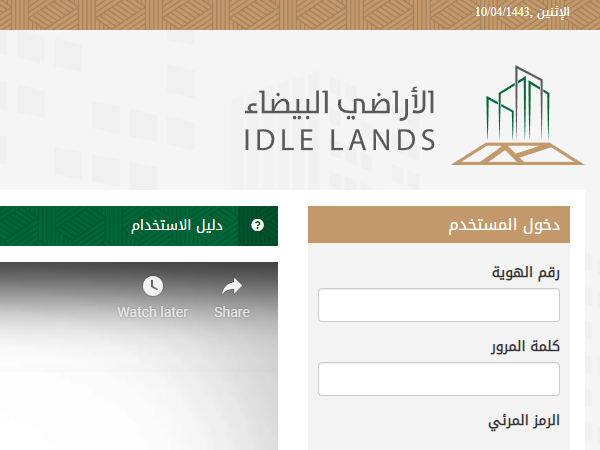 الإثنين ,10/04/1443
الأراضي البيضاء
IDLE LANDS
دخول المستخدم
رقم الهوية
كلمة المرور
الرمز المرئي
دليل الاستخدام
Watch later
Share